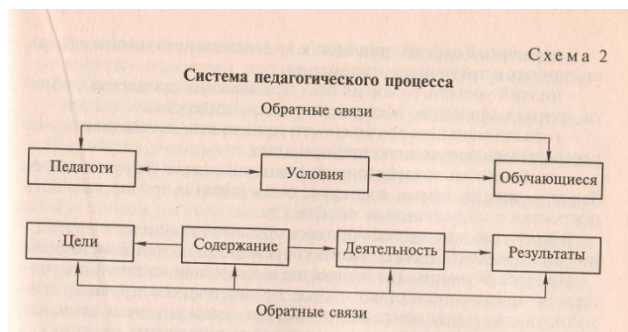 Схема 2
Система педагогического процесса
Обратные связи
Педагоги
Условия
Обучающиеся
Цели
Содержание
Деятельность
Результаты
Обратные связи